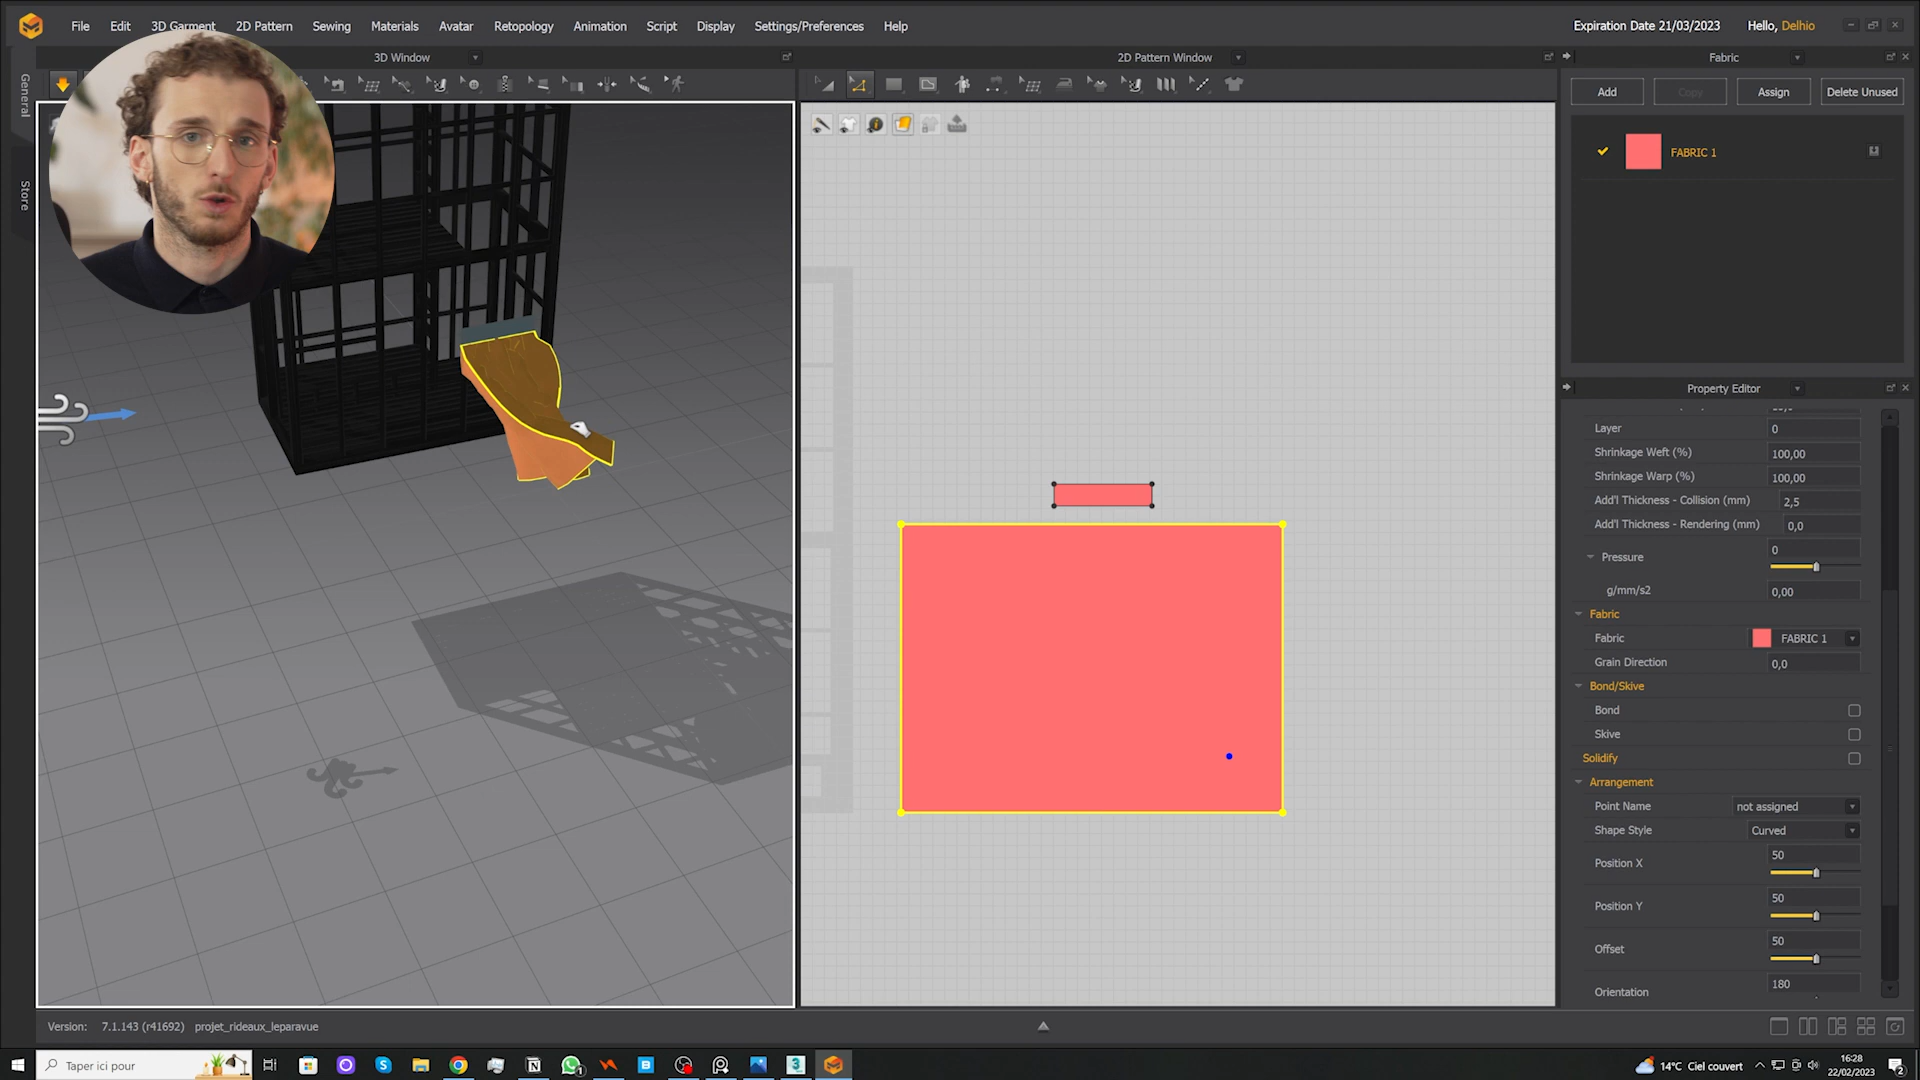 File Edit 3D Garment 2D Pattern Sewing Materials Avatar Retopology Animation Script Display Settings/Preferences Help
Expiration Date 21/03/2023 Hello, Delhio
3D Window
2D Pattern Window
Fabric
General
Store
Add Copy Assign Delete Unused
FABRIC 1
Property Editor
Layer 0
Shrinkage Weft (%) 100,00
Shrinkage Warp (%) 100,00
Add'l Thickness - Collision (mm) 2,5
Add'l Thickness - Rendering (mm) 0,0
Pressure 0
g/mm/s2 0,00
Fabric
Fabric FABRIC 1
Grain Direction 0,0
Bond/Skive
Bond
Skive
Solidify
Arrangement
Point Name not assigned
Shape Style Curved
Position X 50
Position Y 50
Offset 50
Orientation 180
Version: 7.1.143 (r41692) projet_rideaux_leparavue
Taper ici pour
14°C Ciel couvert
16:28
22/02/2023